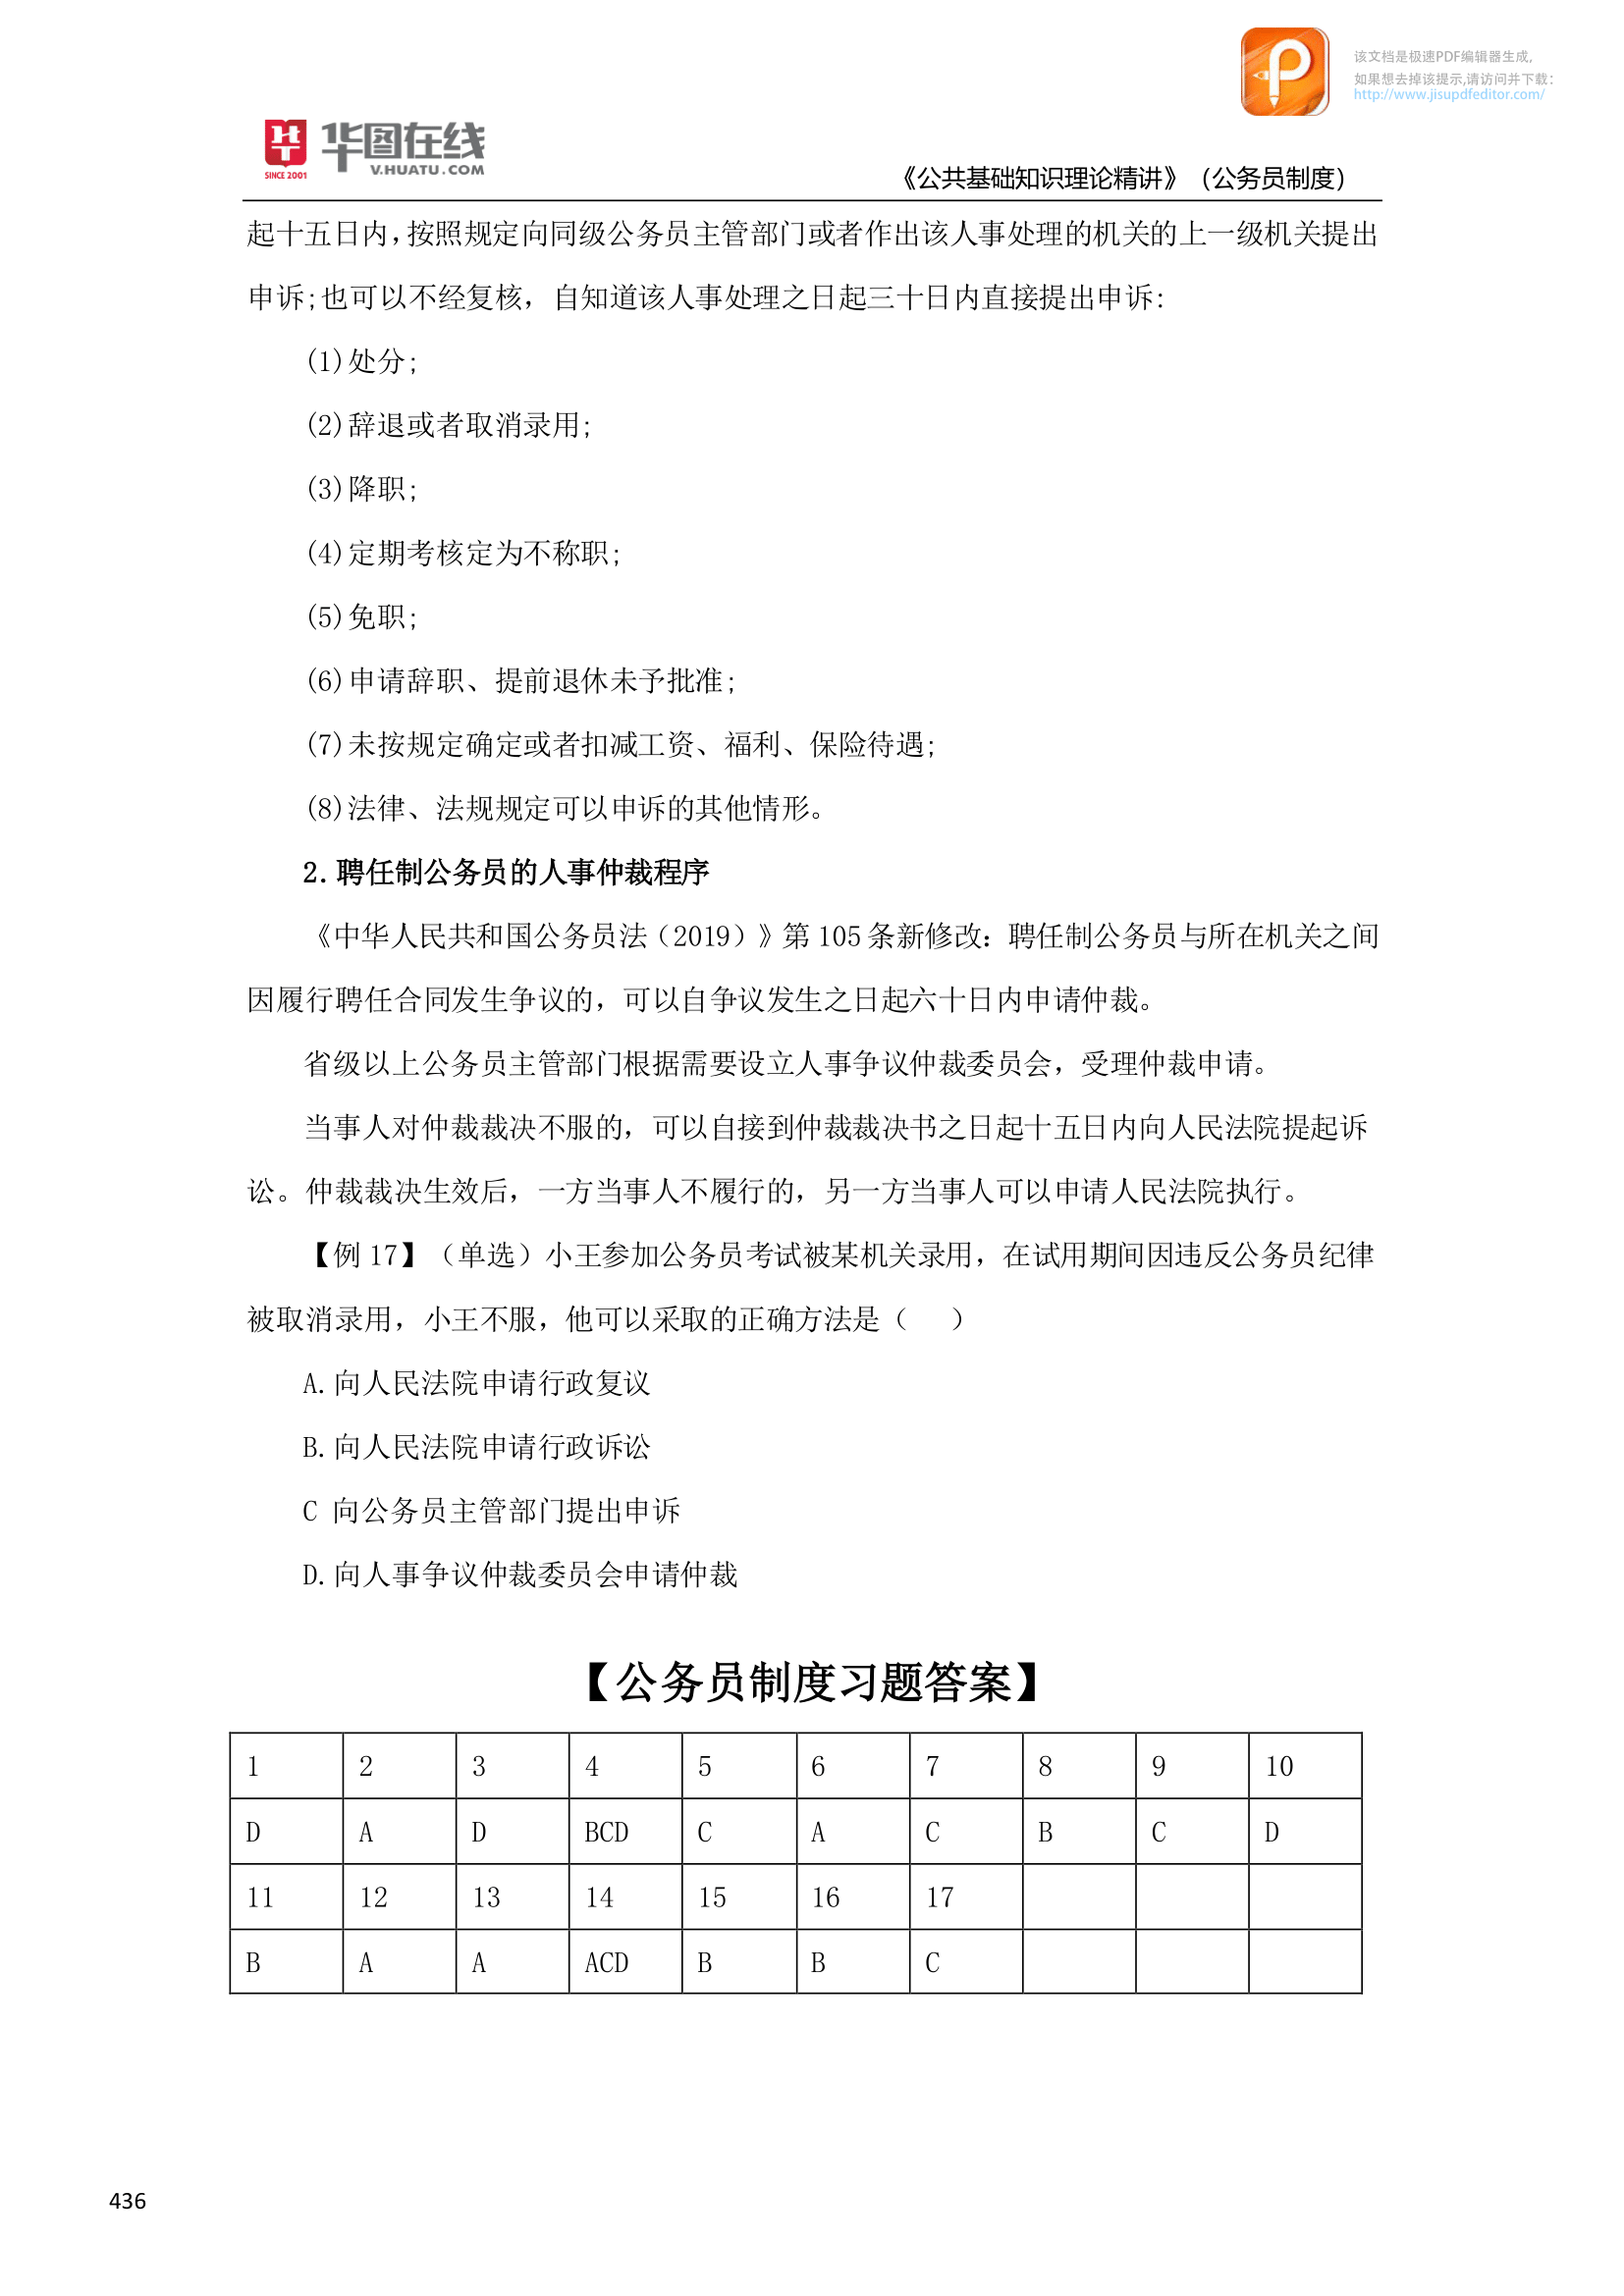 该文档是极速PDF编辑器生成,
如果想去掉该提示,请访问并下载：
http://www.jisupdfeditor.com/
华图在线
V.HUATU.COM
SINCE 2001
《公共基础知识理论精讲》（公务员制度）
起十五日内,按照规定向同级公务员主管部门或者作出该人事处理的机关的上一级机关提出
申诉;也可以不经复核，自知道该人事处理之日起三十日内直接提出申诉:
(1)处分;
(2)辞退或者取消录用;
(3)降职;
(4)定期考核定为不称职;
(5)免职;
(6)申请辞职、提前退休未予批准;
(7)未按规定确定或者扣减工资、福利、保险待遇;
(8)法律、法规规定可以申诉的其他情形。
2.聘任制公务员的人事仲裁程序
《中华人民共和国公务员法（2019）》第 105 条新修改：聘任制公务员与所在机关之间
因履行聘任合同发生争议的，可以自争议发生之日起六十日内申请仲裁。
省级以上公务员主管部门根据需要设立人事争议仲裁委员会，受理仲裁申请。
当事人对仲裁裁决不服的，可以自接到仲裁裁决书之日起十五日内向人民法院提起诉
讼。仲裁裁决生效后，一方当事人不履行的，另一方当事人可以申请人民法院执行。
【例 17】（单选）小王参加公务员考试被某机关录用，在试用期间因违反公务员纪律
被取消录用，小王不服，他可以采取的正确方法是（ ）
A.向人民法院申请行政复议
B.向人民法院申请行政诉讼
C 向公务员主管部门提出申诉
D.向人事争议仲裁委员会申请仲裁
【公务员制度习题答案】
1 2 3 4 5 6 7 8 9 10
D A D BCD C A C B C D
11 12 13 14 15 16 17
B A A ACD B B C
436